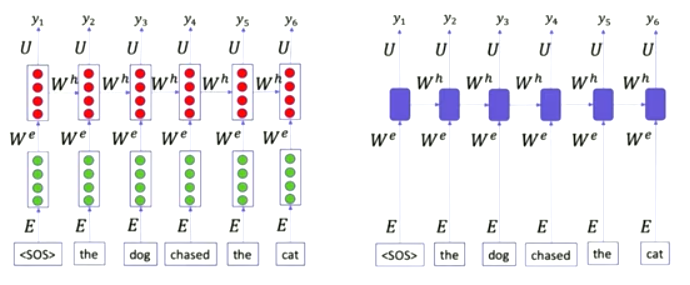 y₁ y₂ y₃ y₄ y₅ y₆
U U U U U U
Wʰ Wʰ Wʰ Wʰ Wʰ
Wᵉ Wᵉ Wᵉ Wᵉ Wᵉ Wᵉ
E E E E E E
<SOS> the dog chased the cat
y₁ y₂ y₃ y₄ y₅ y₆
U U U U U U
Wʰ Wʰ Wʰ Wʰ Wʰ
Wᵉ Wᵉ Wᵉ Wᵉ Wᵉ Wᵉ
E E E E E E
<SOS> the dog chased the cat